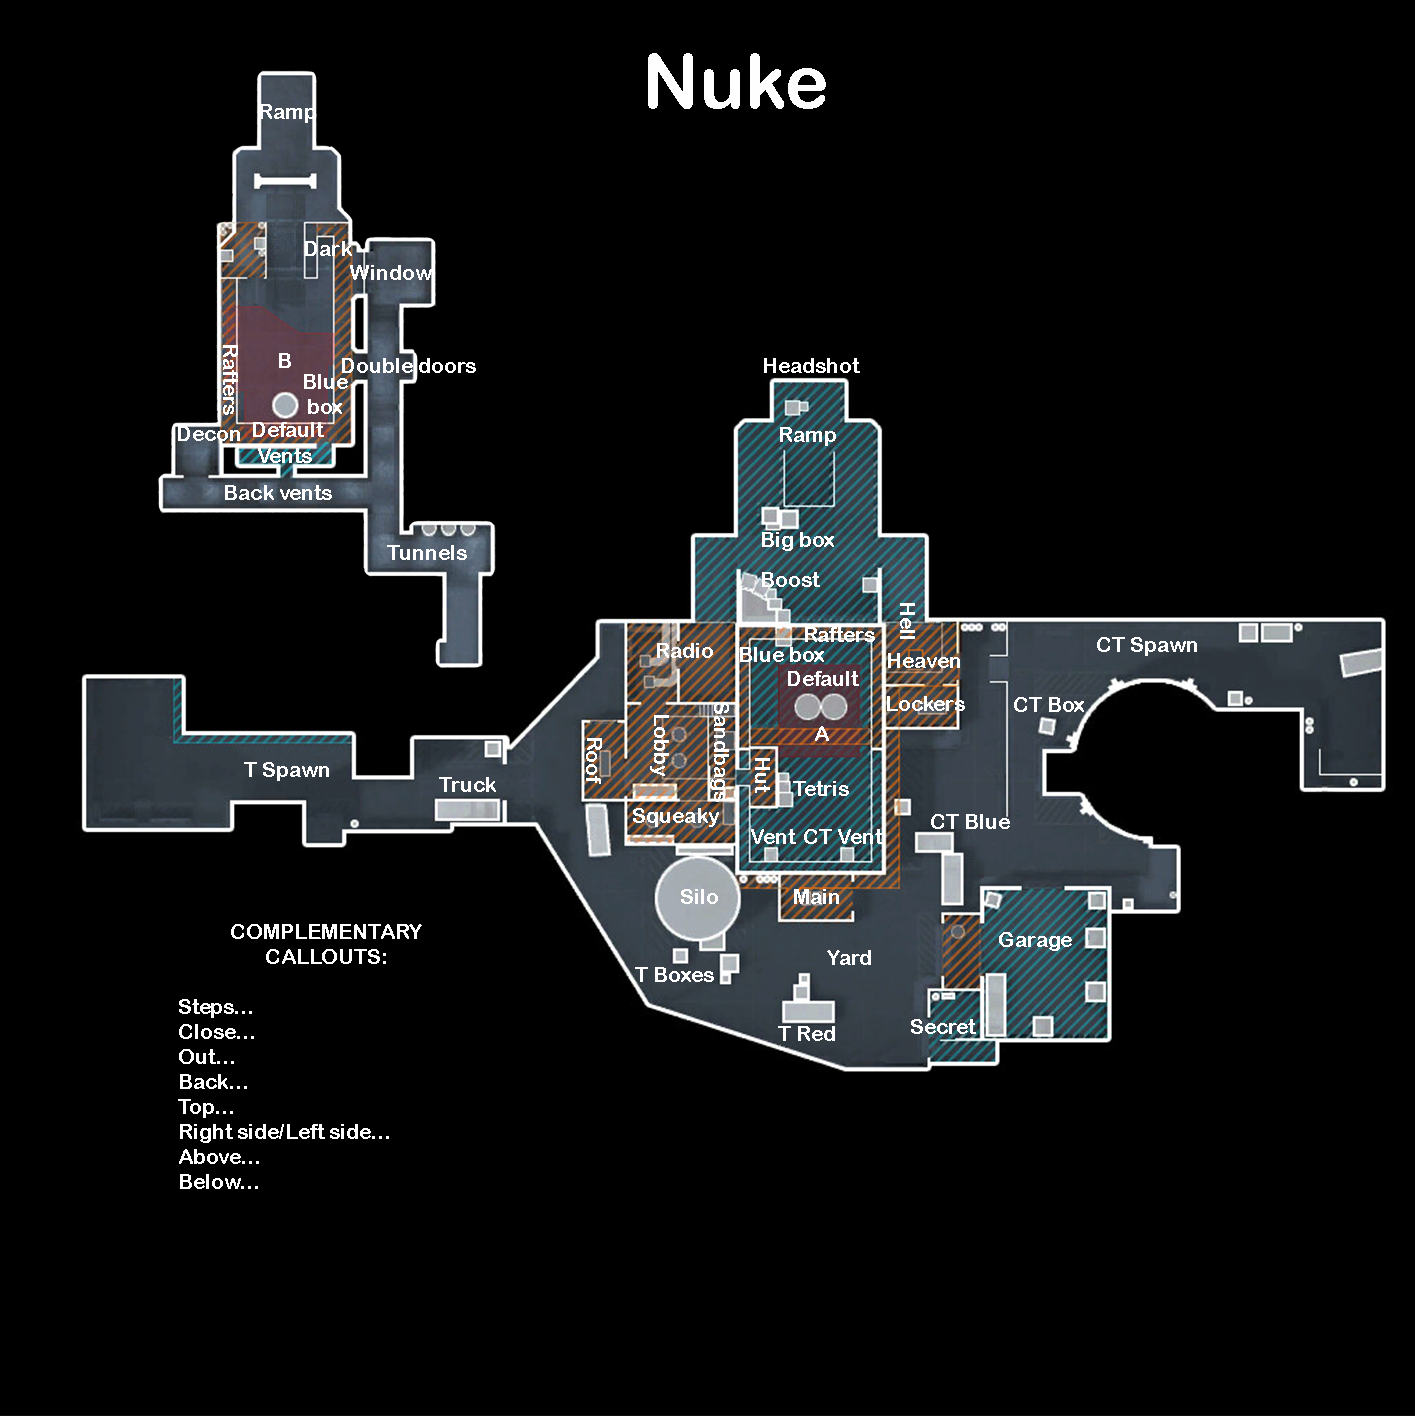 Nuke
Ramp
Dark
Window
Rafters
B
Double doors
Blue
box
Default
Decon
Vents
Back vents
Tunnels
Headshot
Ramp
Big box
Boost
Hell
Rafters
Radio
Blue box
Heaven
CT Spawn
Default
Lockers
CT Box
Sandbags
Lobby
A
Roof
Hut
T Spawn
Truck
Tetris
Squeaky
CT Blue
Vent
CT Vent
Silo
Main
Garage
Yard
T Boxes
Secret
T Red
COMPLEMENTARY
CALLOUTS:
Steps...
Close...
Out...
Back...
Top...
Right side/Left side...
Above...
Below...